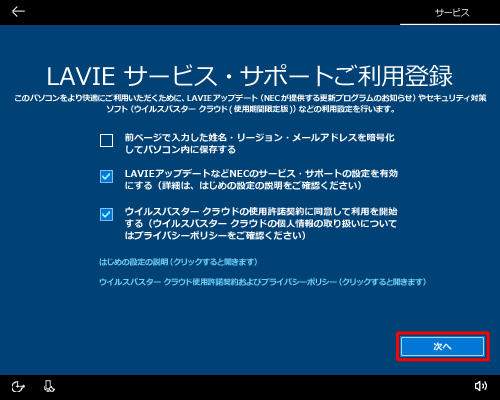 サービス
LAVIE サービス・サポートご利用登録
このパソコンをより快適にご利用いただくために、LAVIEアップデート（NECが提供する更新プログラムのお知らせ）やセキュリティ対策
ソフト（ウイルスバスター クラウド（使用期間限定版））などの利用設定を行います。
前ページで入力した姓名・リージョン・メールアドレスを暗号化
してパソコン内に保存する
LAVIEアップデートなどNECのサービス・サポートの設定を有効
にする（詳細は、はじめの設定の説明をご確認ください）
ウイルスバスター クラウドの使用許諾契約に同意して利用を開始
する（ウイルスバスター クラウドの個人情報の取り扱いについて
はプライバシーポリシーをご確認ください）
はじめの設定の説明（クリックすると開きます）
ウイルスバスター クラウド使用許諾契約およびプライバシーポリシー（クリックすると開きます）
次へ